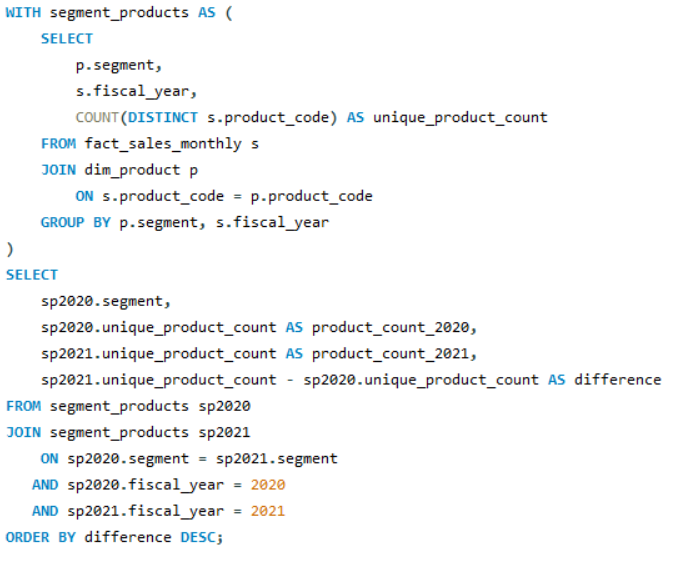 WITH segment_products AS (
    SELECT
        p.segment,
        s.fiscal_year,
        COUNT(DISTINCT s.product_code) AS unique_product_count
    FROM fact_sales_monthly s
    JOIN dim_product p
        ON s.product_code = p.product_code
    GROUP BY p.segment, s.fiscal_year
)
SELECT
    sp2020.segment,
    sp2020.unique_product_count AS product_count_2020,
    sp2021.unique_product_count AS product_count_2021,
    sp2021.unique_product_count - sp2020.unique_product_count AS difference
FROM segment_products sp2020
JOIN segment_products sp2021
    ON sp2020.segment = sp2021.segment
   AND sp2020.fiscal_year = 2020
   AND sp2021.fiscal_year = 2021
ORDER BY difference DESC;